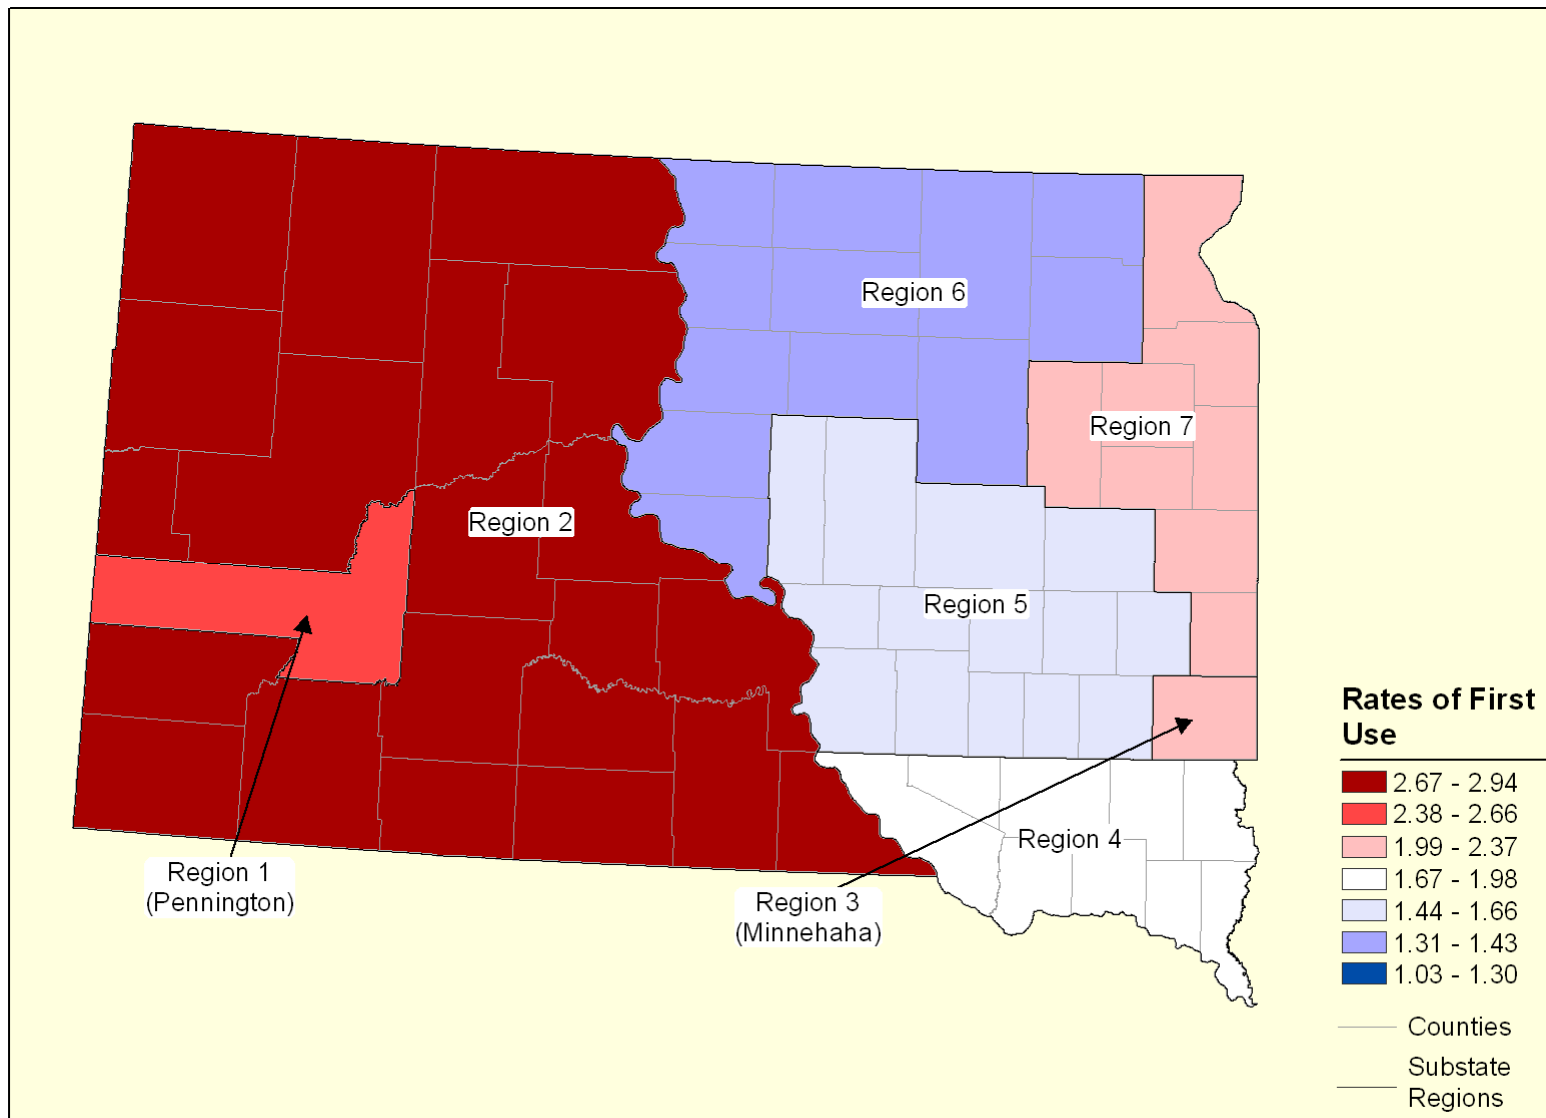 Region 6
Region 7
Region 2
Region 5
Region 4
Region 1
(Pennington)
Region 3
(Minnehaha)
Rates of First
Use
2.67 - 2.94
2.38 - 2.66
1.99 - 2.37
1.67 - 1.98
1.44 - 1.66
1.31 - 1.43
1.03 - 1.30
Counties
Substate
Regions